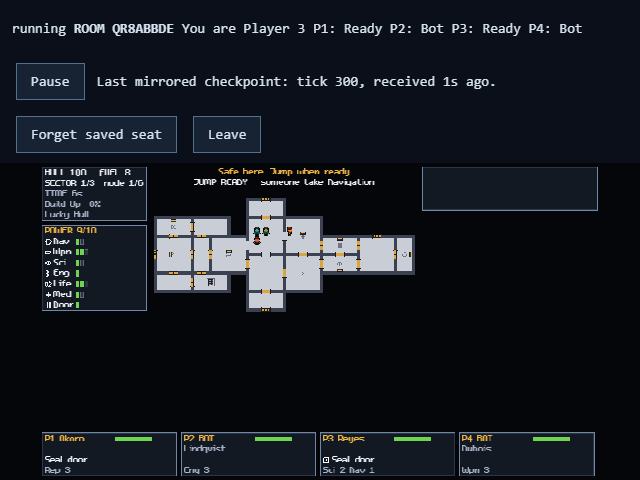 running ROOM QR8ABBDE You are Player 3 P1: Ready P2: Bot P3: Ready P4: Bot
Pause Last mirrored checkpoint: tick 300, received 1s ago.
Forget saved seat Leave
HULL 100 FUEL 8
SECTOR 1/3 node 1/6
TIME 6s
Build Up 0%
Lucky Hull
Safe here. Jump when ready
JUMP READY someone take Navigation
POWER 9/10
Nav
Wpn
Sci
Eng
Life
Med
Door
P1 Okoro
Seal door
Rep 3
P2 BOT
Lindqvist
Eng 3
P3 Reyes
Seal door
Sci 2 Nav 1
P4 BOT
Dubois
Wpn 3